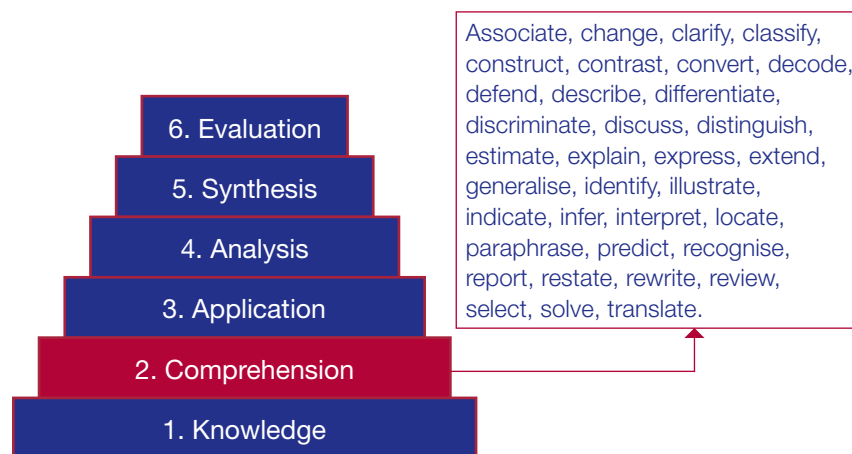 Associate, change, clarify, classify,
construct, contrast, convert, decode,
defend, describe, differentiate,
discriminate, discuss, distinguish,
estimate, explain, express, extend,
generalise, identify, illustrate,
indicate, infer, interpret, locate,
paraphrase, predict, recognise,
report, restate, rewrite, review,
select, solve, translate.
6. Evaluation
5. Synthesis
4. Analysis
3. Application
2. Comprehension
1. Knowledge